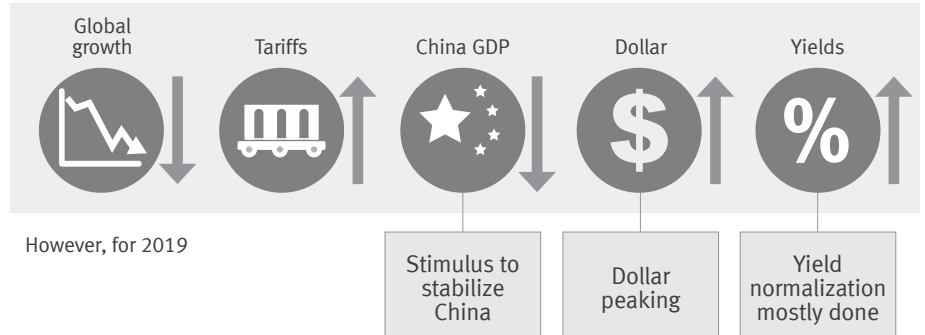 Global
growth
Tariffs
China GDP
Dollar
Yields
$
%
However, for 2019
Stimulus to
stabilize
China
Dollar
peaking
Yield
normalization
mostly done